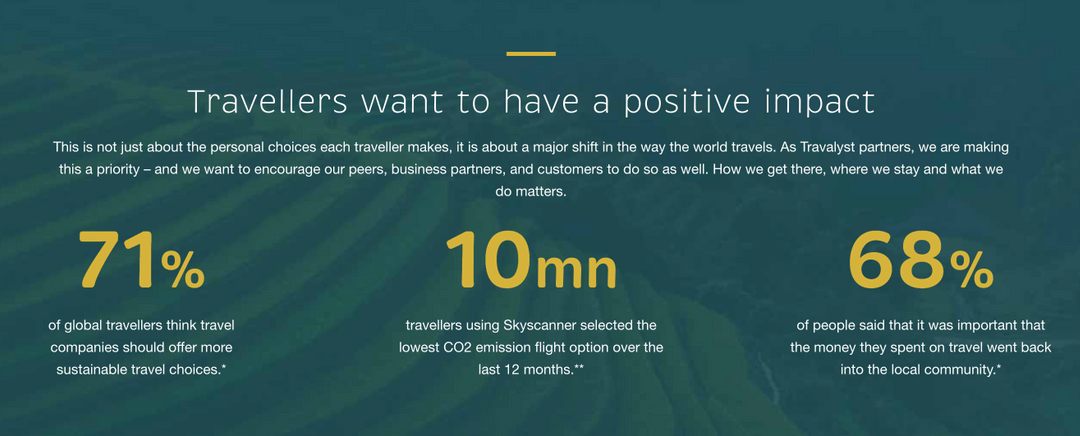 Travellers want to have a positive impact
This is not just about the personal choices each traveller makes, it is about a major shift in the way the world travels. As Travalyst partners, we are making
this a priority – and we want to encourage our peers, business partners, and customers to do so as well. How we get there, where we stay and what we
do matters.
71%
of global travellers think travel
companies should offer more
sustainable travel choices.*
10mn
travellers using Skyscanner selected the
lowest CO2 emission flight option over the
last 12 months.**
68%
of people said that it was important that
the money they spent on travel went back
into the local community.*